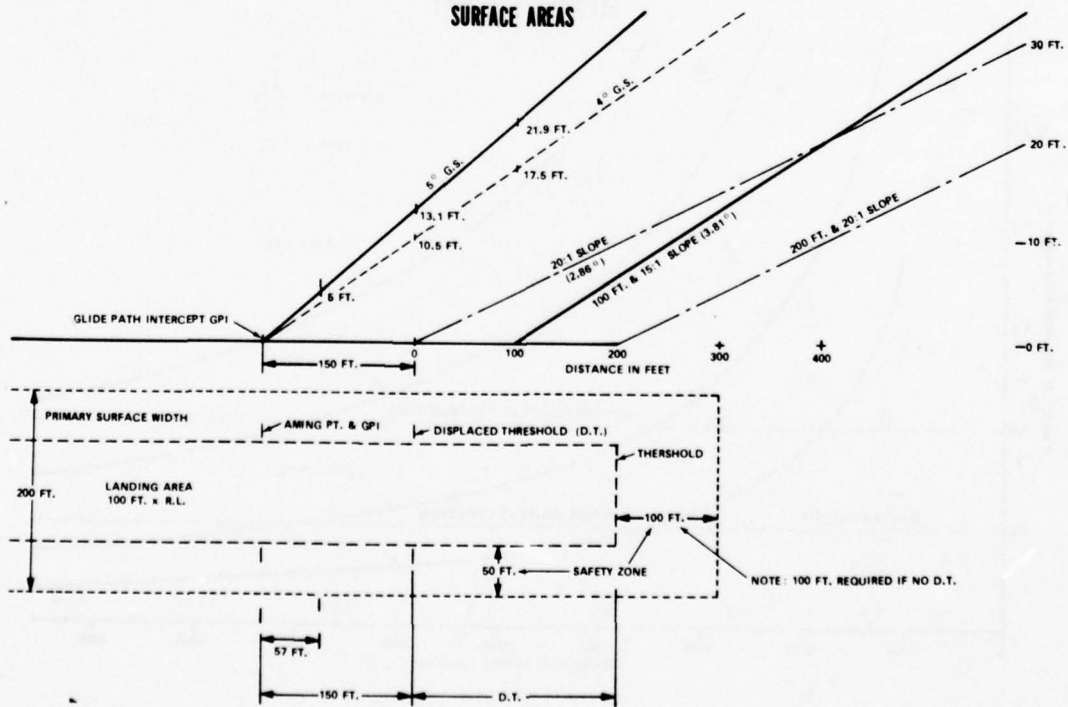 SURFACE AREAS
30 FT.
4° G.S.
21.9 FT.
20 FT.
5° G.S.
17.5 FT.
13.1 FT.
10.5 FT.
20:1 SLOPE
(2.86°)
100 FT. & 15:1 SLOPE (3.81°)
200 FT. & 20:1 SLOPE
10 FT.
6 FT.
GLIDE PATH INTERCEPT GPI
0 FT.
150 FT.
0
100
200
300
400
DISTANCE IN FEET
PRIMARY SURFACE WIDTH
AMING PT. & GPI
DISPLACED THRESHOLD (D.T.)
THERSHOLD
200 FT.
LANDING AREA
100 FT. x R.L.
100 FT.
50 FT.
SAFETY ZONE
NOTE: 100 FT. REQUIRED IF NO D.T.
57 FT.
150 FT.
D.T.